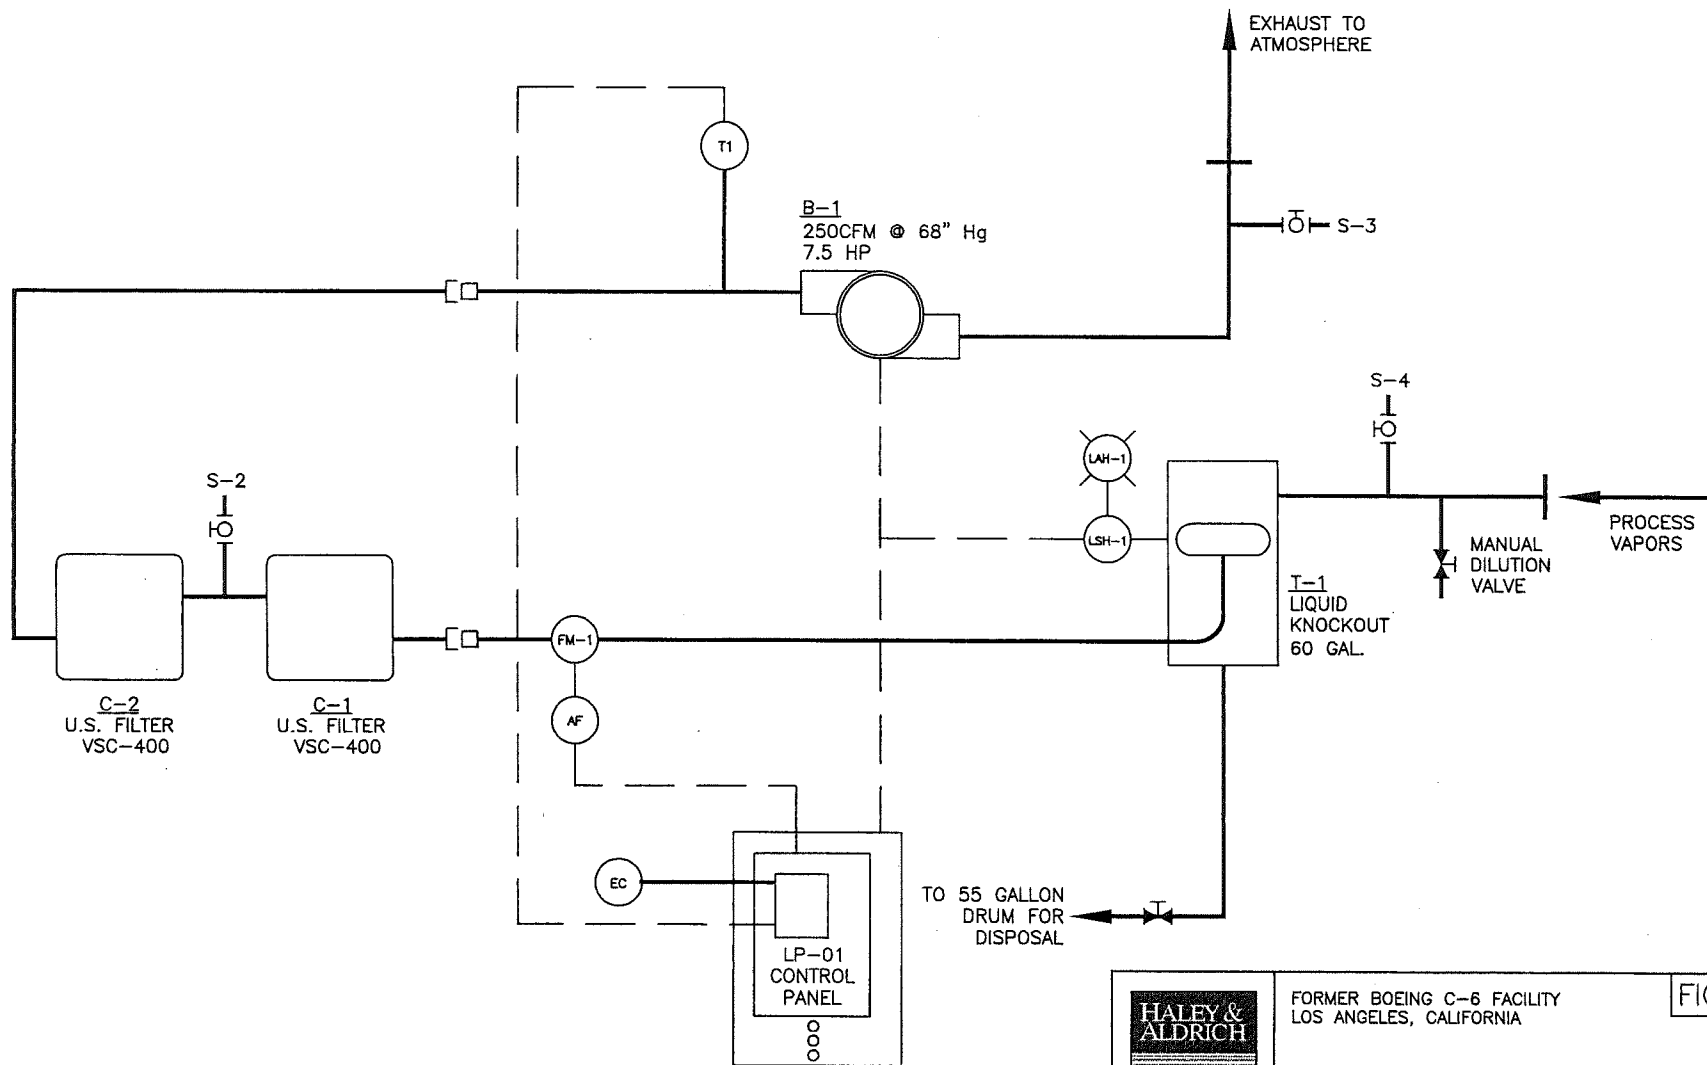 EXHAUST TO
ATMOSPHERE
T1
B-1
250CFM @ 68" Hg
7.5 HP
S-3
S-4
LAH-1
S-2
LSH-1
PROCESS
VAPORS
MANUAL
DILUTION
VALVE
T-1
LIQUID
KNOCKOUT
60 GAL.
FM-1
C-2
U.S. FILTER
VSC-400
C-1
U.S. FILTER
VSC-400
AF
EC
TO 55 GALLON
DRUM FOR
DISPOSAL
LP-01
CONTROL
PANEL
HALEY &
ALDRICH
FORMER BOEING C-6 FACILITY
LOS ANGELES, CALIFORNIA